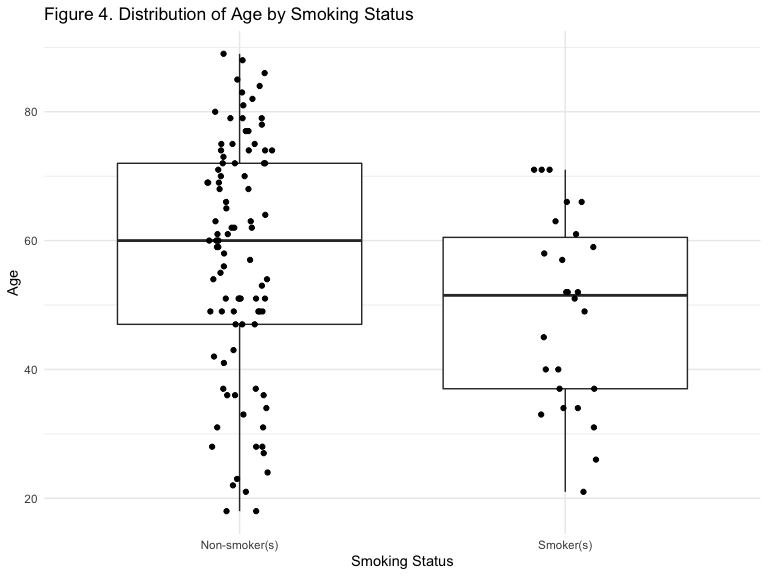 Figure 4. Distribution of Age by Smoking Status
80
60
40
20
Age
Non-smoker(s)
Smoker(s)
Smoking Status